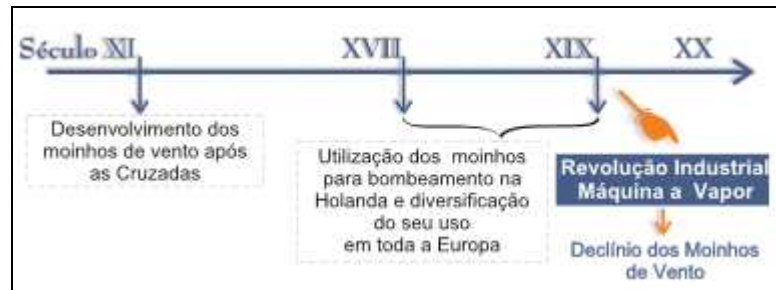 Século XI
XVII
XIX
XX
Desenvolvimento dos
moinhos de vento após
as Cruzadas
Utilização dos moinhos
para bombeamento na
Holanda e diversificação
do seu uso
em toda a Europa
Revolução Industrial
Máquina a Vapor
Declínio dos Moinhos
de Vento